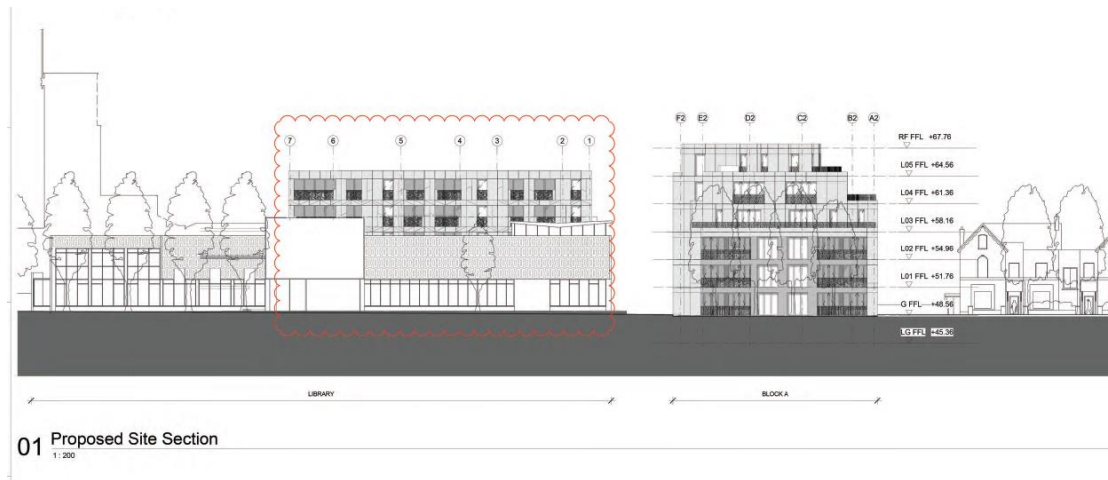 7 6 5 4 3 2 1
F2 E2 D2 C2 B2 A2
RF FFL +67.76
L05 FFL +64.56
L04 FFL +61.36
L03 FFL +58.16
L02 FFL +54.96
L01 FFL +51.76
G FFL +48.56
LG FFL +45.36
LIBRARY
BLOCK A
01 Proposed Site Section
1 : 200